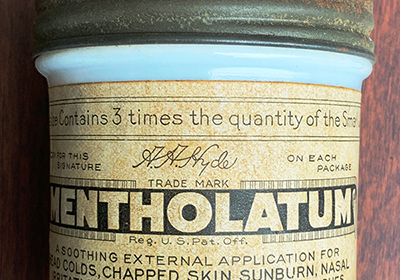 Contains 3 times the quantity of the
FOR THIS SIGNATURE
A.A. Hyde
ON EACH PACKAGE
TRADE MARK
MENTHOLATUM
Reg. U.S. Pat. Off.
A SOOTHING EXTERNAL APPLICATION FOR
COLDS, CHAPPED SKIN, SUNBURN, NASAL